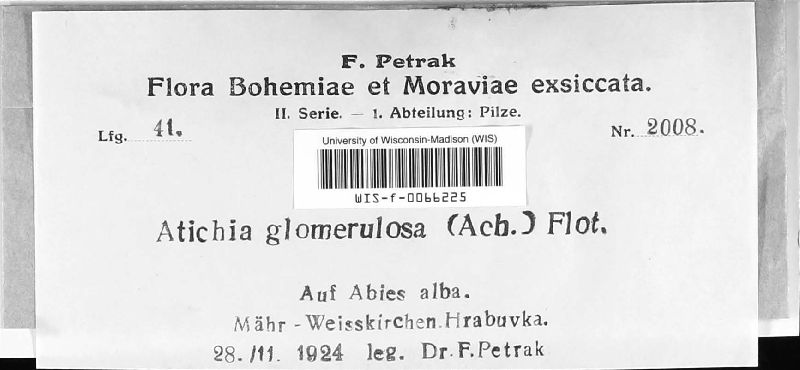 F. Petrak
Flora Bohemiae et Moraviae exsiccata.
II. Serie. — 1. Abteilung: Pilze.
Lfg. 41. Nr. 2008.
University of Wisconsin-Madison (WIS)
WIS-f-0066225
Atichia glomerulosa (Ach.) Flot.
Auf Abies alba.
Mähr - Weisskirchen. Hrabuvka.
28. /11. 1924 leg. Dr. F. Petrak